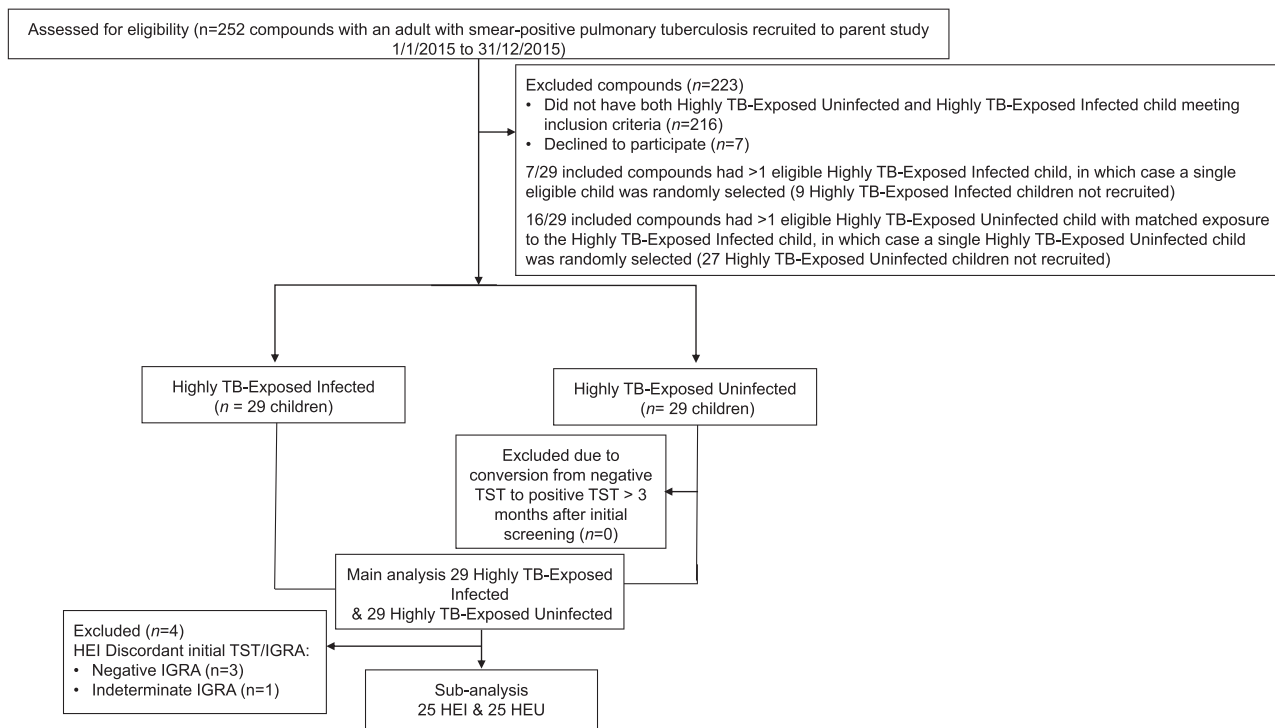 Assessed for eligibility (n=252 compounds with an adult with smear-positive pulmonary tuberculosis recruited to parent study
1/1/2015 to 31/12/2015)
Excluded compounds (n=223)
• Did not have both Highly TB-Exposed Uninfected and Highly TB-Exposed Infected child meeting
inclusion criteria (n=216)
• Declined to participate (n=7)
7/29 included compounds had >1 eligible Highly TB-Exposed Infected child, in which case a single
eligible child was randomly selected (9 Highly TB-Exposed Infected children not recruited)
16/29 included compounds had >1 eligible Highly TB-Exposed Uninfected child with matched exposure
to the Highly TB-Exposed Infected child, in which case a single Highly TB-Exposed Uninfected child
was randomly selected (27 Highly TB-Exposed Uninfected children not recruited)
Highly TB-Exposed Infected
(n = 29 children)
Highly TB-Exposed Uninfected
(n= 29 children)
Excluded due to
conversion from negative
TST to positive TST > 3
months after initial
screening (n=0)
Main analysis 29 Highly TB-Exposed
Infected
& 29 Highly TB-Exposed Uninfected
Excluded (n=4)
HEI Discordant initial TST/IGRA:
• Negative IGRA (n=3)
• Indeterminate IGRA (n=1)
Sub-analysis
25 HEI & 25 HEU